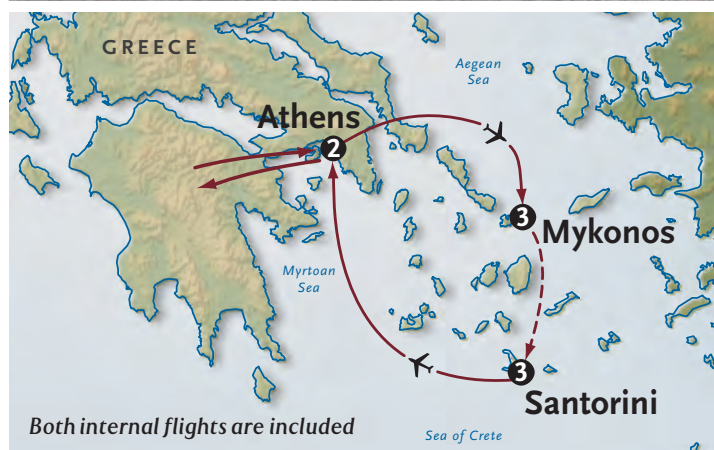 GREECE
Aegean
Sea
Athens
2
3
Mykonos
Myrtoan
Sea
3
Santorini
Both internal flights are included
Sea of Crete